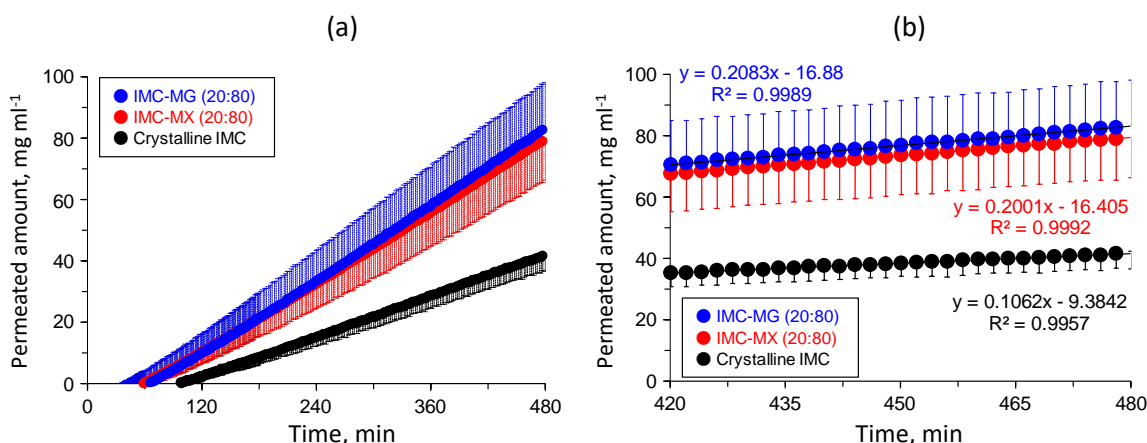 (a)
Permeated amount, mg ml⁻¹
100
80
60
40
20
0
IMC-MG (20:80)
IMC-MX (20:80)
Crystalline IMC
0 120 240 360 480
Time, min
(b)
Permeated amount, mg ml⁻¹
100
80
60
40
20
0
y = 0.2083x - 16.88
R² = 0.9989
y = 0.2001x - 16.405
R² = 0.9992
y = 0.1062x - 9.3842
R² = 0.9957
IMC-MG (20:80)
IMC-MX (20:80)
Crystalline IMC
420 435 450 465 480
Time, min